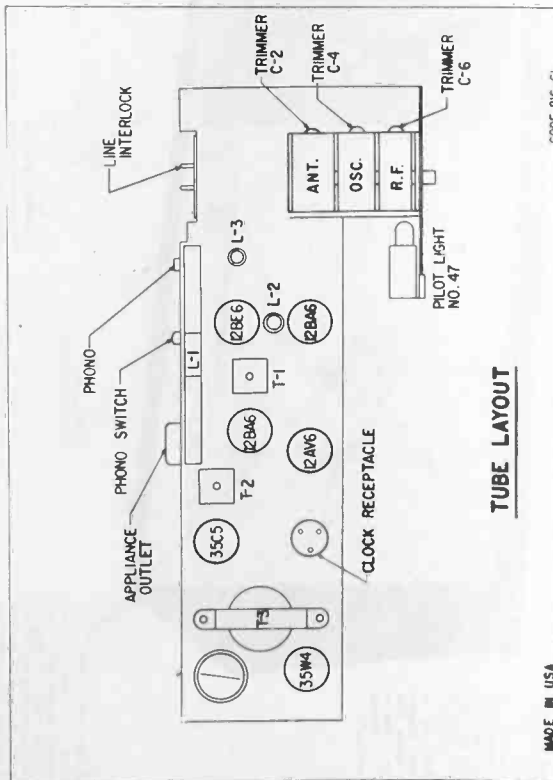 LINE
INTERLOCK
PHONO
PHONO SWITCH
APPLIANCE
OUTLET
TRIMMER
C-2
TRIMMER
C-4
TRIMMER
C-6
ANT.
OSC.
R.F.
L-3
L-2
L-1
12BE6
12BA6
T-1
12BA6
12AV6
T-2
35C5
T-3
35W4
CLOCK RECEPTACLE
PILOT LIGHT
NO. 47
TUBE LAYOUT
MADE IN USA